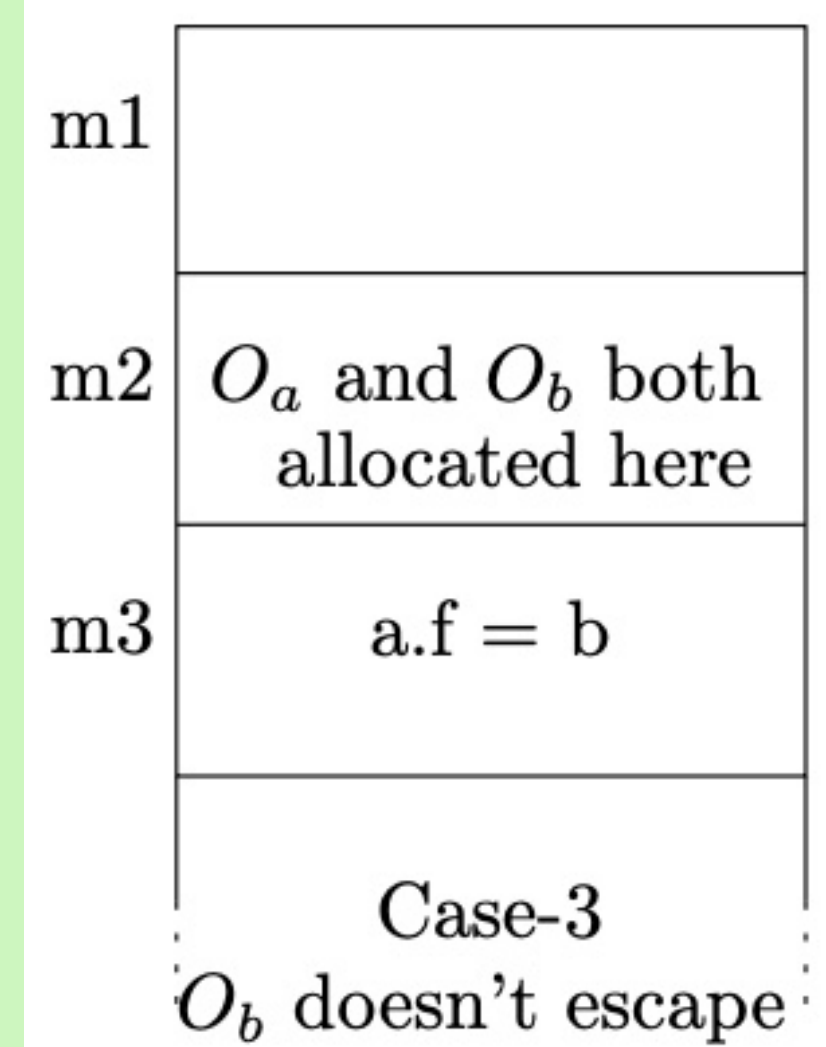 m1
m2
O_a and O_b both
allocated here
m3
a.f = b
Case-3
O_b doesn't escape